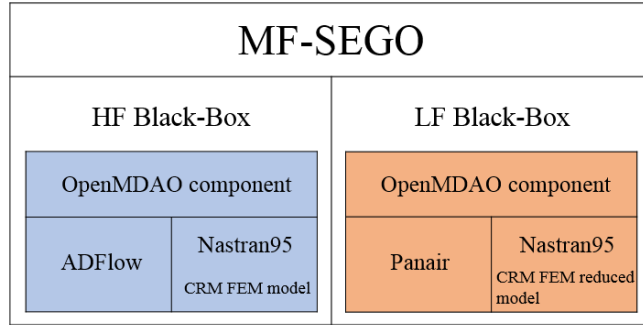 MF-SEGO
HF Black-Box
OpenMDAO component
ADFlow
Nastran95
CRM FEM model
LF Black-Box
OpenMDAO component
Panair
Nastran95
CRM FEM reduced
model